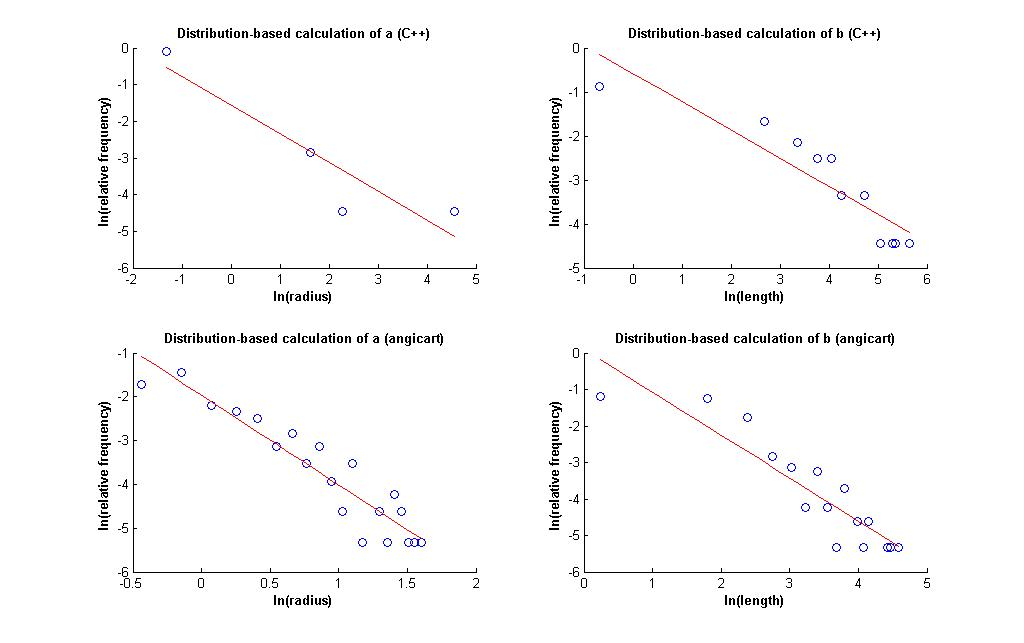 Distribution-based calculation of a (C++)
ln(relative frequency)
0
-1
-2
-3
-4
-5
-6
-2 -1 0 1 2 3 4 5
ln(radius)
Distribution-based calculation of b (C++)
ln(relative frequency)
0
-1
-2
-3
-4
-5
-1 0 1 2 3 4 5 6
ln(length)
Distribution-based calculation of a (angicart)
ln(relative frequency)
-1
-2
-3
-4
-5
-6
-0.5 0 0.5 1 1.5 2
ln(radius)
Distribution-based calculation of b (angicart)
ln(relative frequency)
0
-1
-2
-3
-4
-5
-6
0 1 2 3 4 5
ln(length)